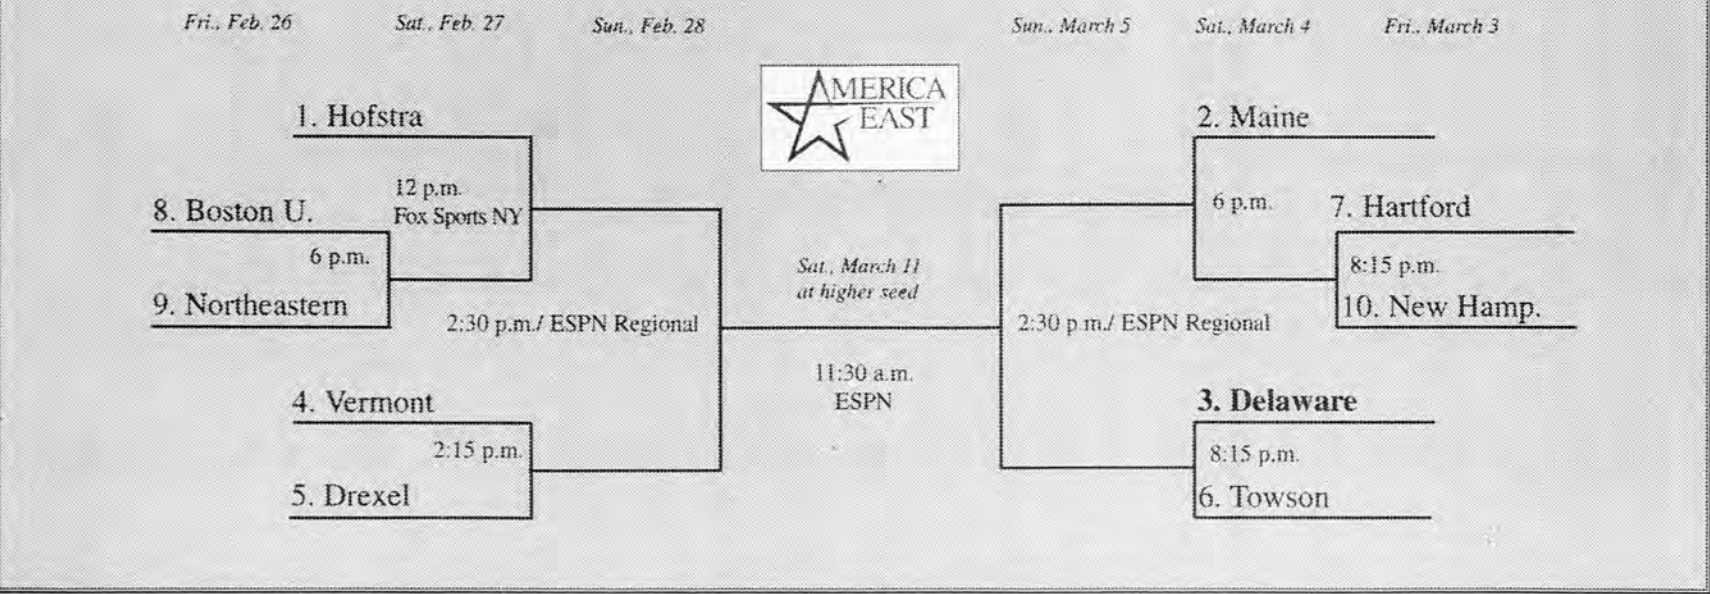 Fri., Feb. 26 Sat., Feb. 27 Sun., Feb. 28 Sun., March 5 Sat., March 4 Fri., March 3
AMERICA
EAST
1. Hofstra
12 p.m.
Fox Sports NY
8. Boston U.
6 p.m.
9. Northeastern
2:30 p.m./ ESPN Regional
4. Vermont
2:15 p.m.
5. Drexel
Sat., March 11
at higher seed
11:30 a.m.
ESPN
2. Maine
6 p.m.
7. Hartford
8:15 p.m.
10. New Hamp.
2:30 p.m./ ESPN Regional
3. Delaware
8:15 p.m.
6. Towson